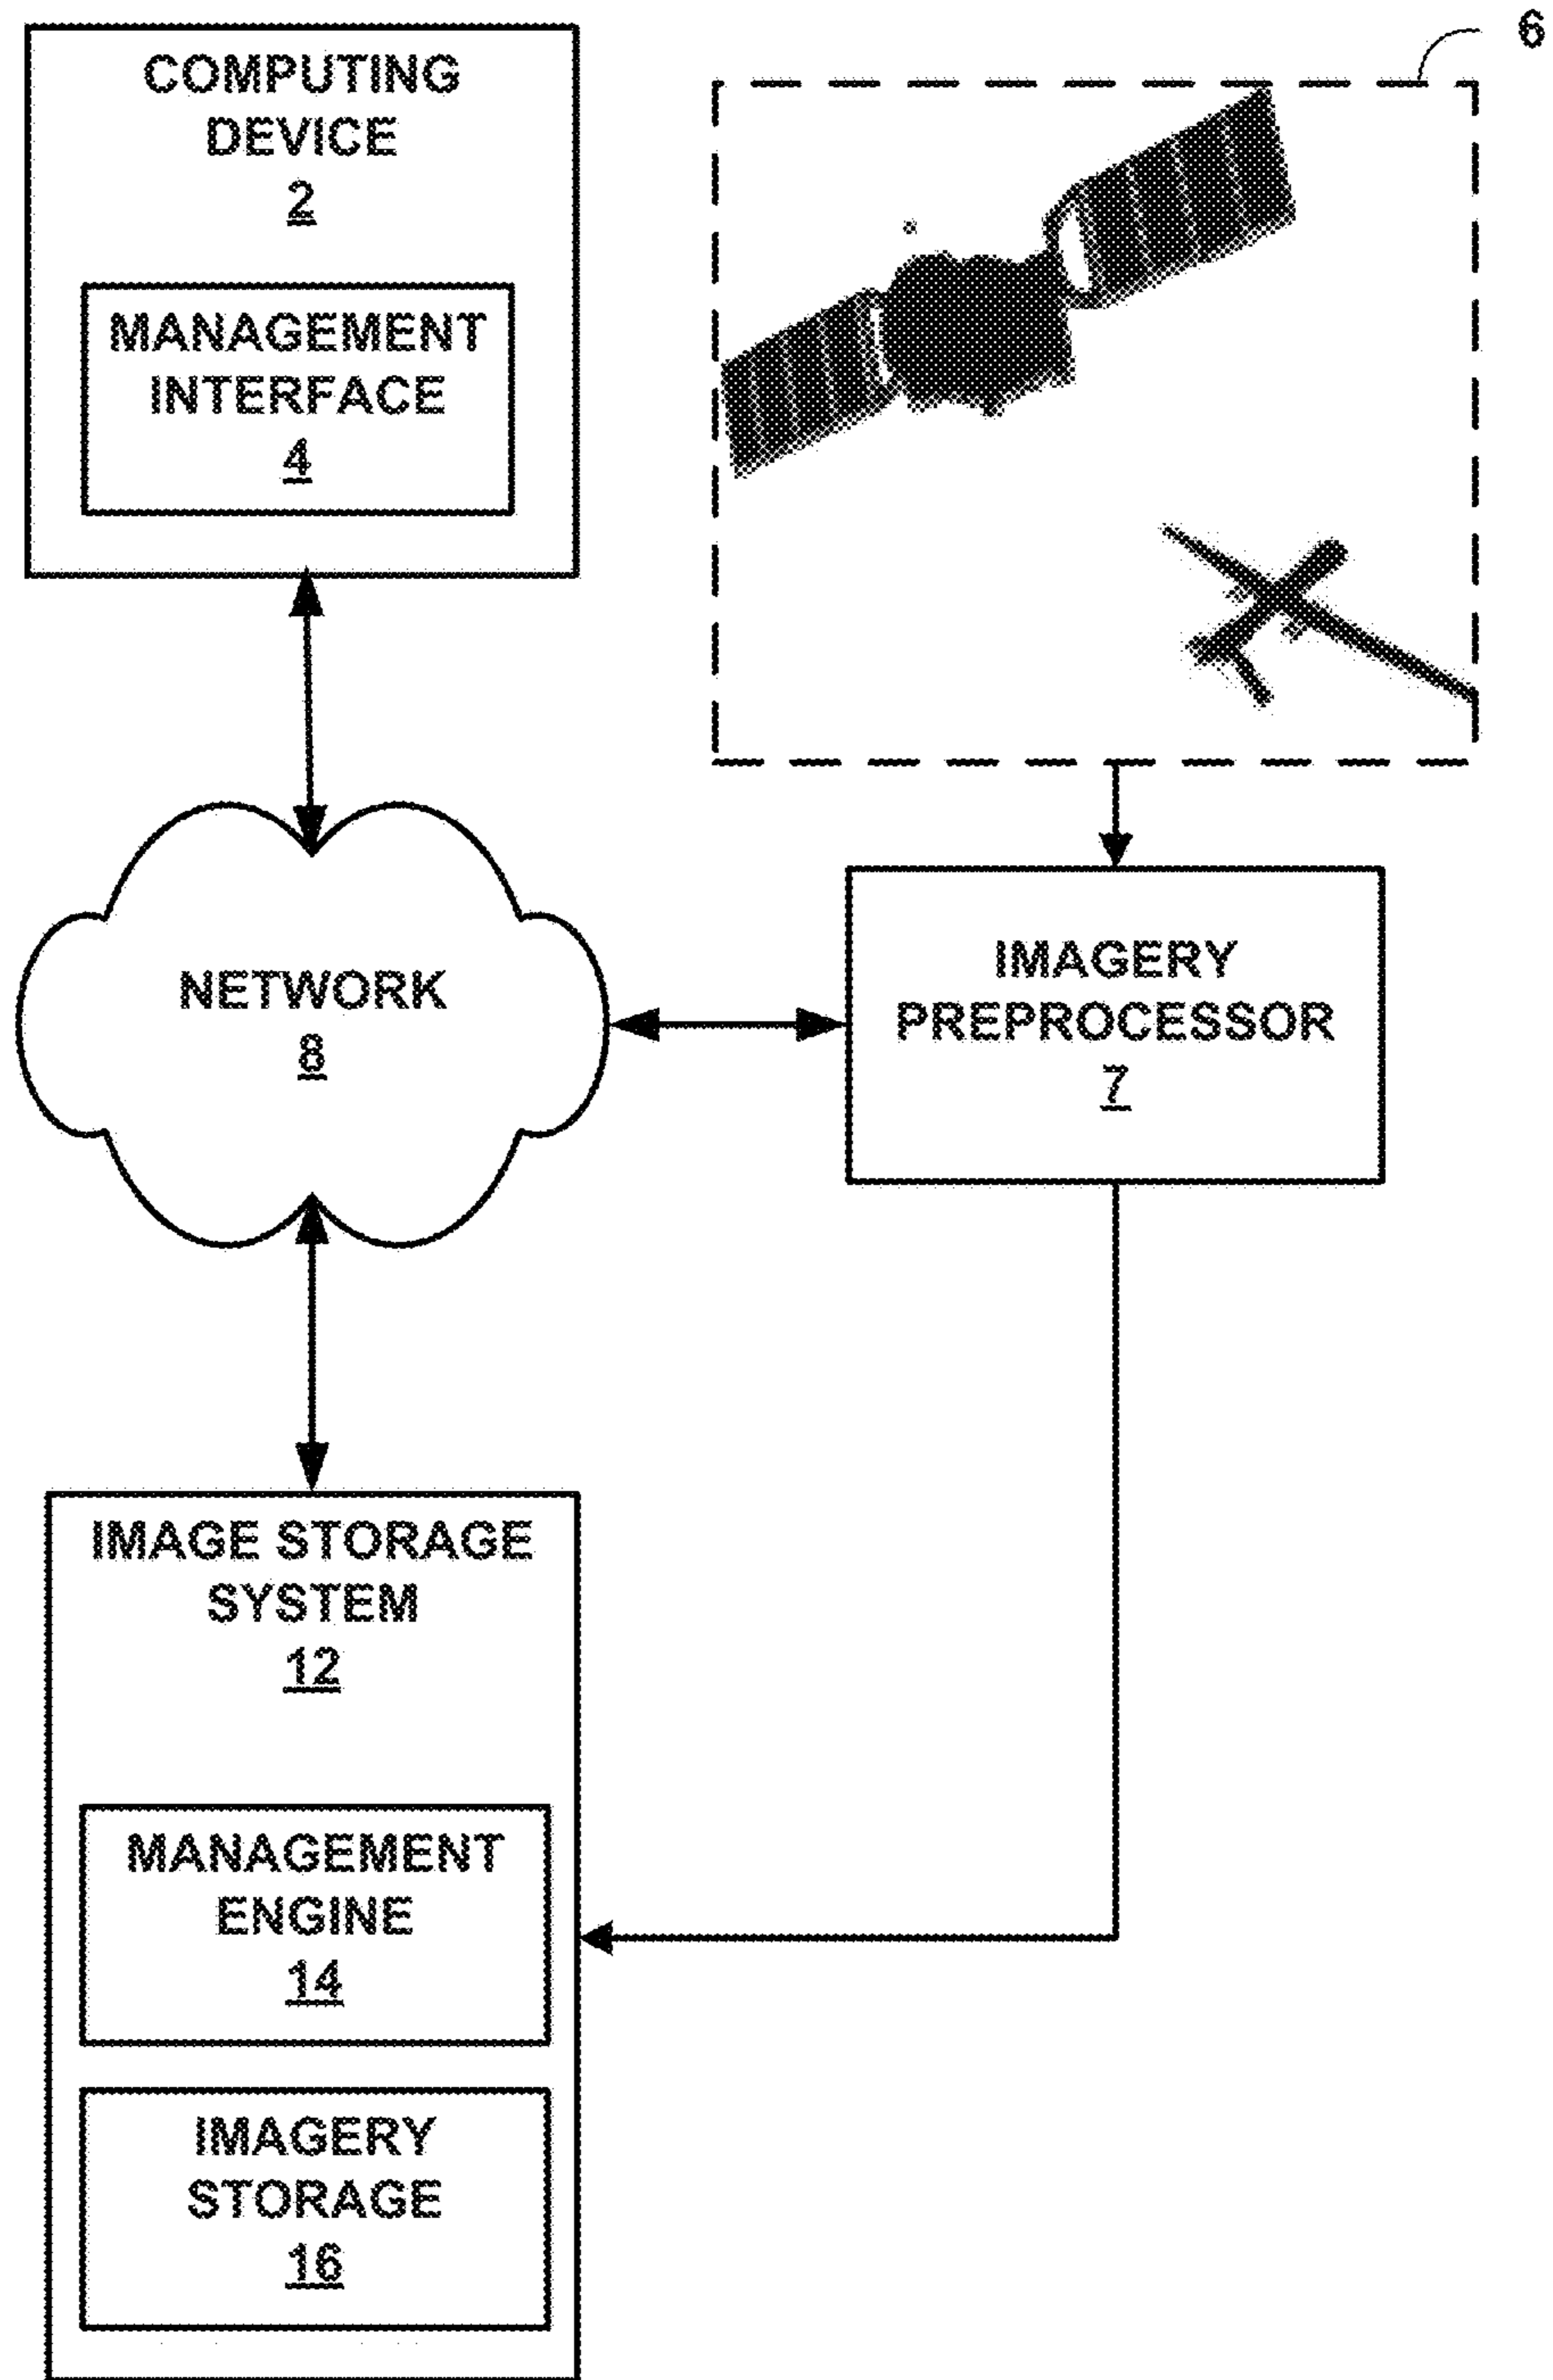 COMPUTING
DEVICE
2
MANAGEMENT
INTERFACE
4
6
NETWORK
8
IMAGERY
PREPROCESSOR
7
IMAGE STORAGE
SYSTEM
12
MANAGEMENT
ENGINE
14
IMAGERY
STORAGE
16